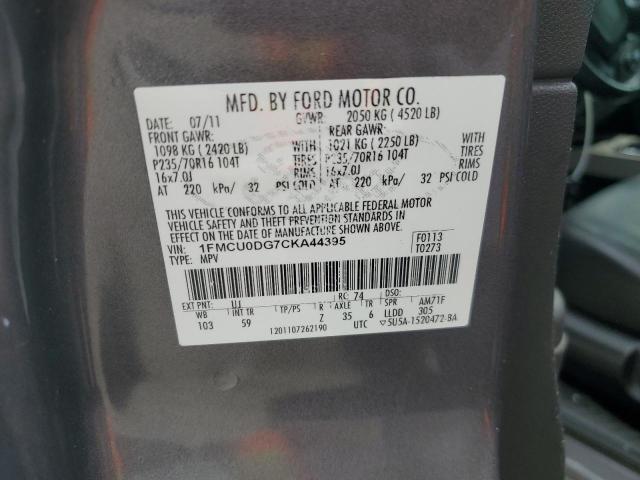 MFD. BY FORD MOTOR CO.
DATE: 07/11 GVWR: 2050 KG ( 4520 LB)
FRONT GAWR: REAR GAWR:
1098 KG ( 2420 LB) WITH 1021 KG ( 2250 LB) WITH
P235/70R16 104T TIRES P235/70R16 104T TIRES
16x7.0J RIMS 16x7.0J RIMS
AT 220 kPa/ 32 PSI COLD AT 220 kPa/ 32 PSI COLD
THIS VEHICLE CONFORMS TO ALL APPLICABLE FEDERAL MOTOR
VEHICLE SAFETY AND THEFT PREVENTION STANDARDS IN
EFFECT ON THE DATE OF MANUFACTURE SHOWN ABOVE.
VIN: 1FMCU0DG7CKA44395 F0113
TYPE: MPV T0273
EXT PNT: UJ RC: 74 DSO:
WB INT TR TP/PS R AXLE TR SPR AM71F
103 59 Z 35 6 LLDD 305
1201107262190 UTC 5U5A-1520472-BA